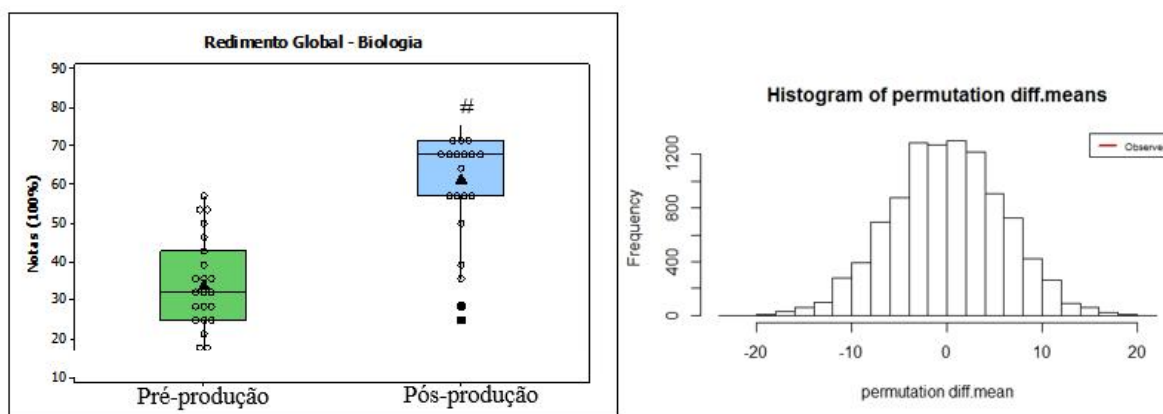 Redimento Global - Biologia
Notas (100%)
90
80
70
60
50
40
30
20
10
#
Pré-produção
Pós-produção
Histogram of permutation diff.means
Observe
Frequency
1200
800
400
0
-20
-10
0
10
20
permutation diff.mean